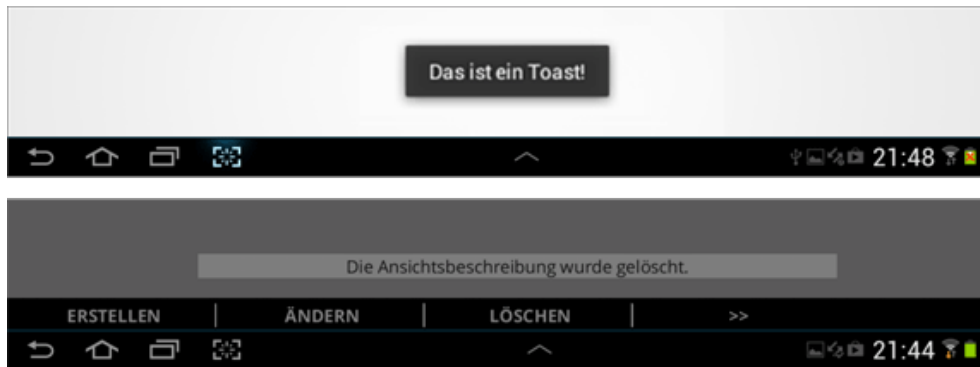 Das ist ein Toast!
21:48
Die Ansichtsbeschreibung wurde gelöscht.
ERSTELLEN | ÄNDERN | LÖSCHEN | >>
21:44